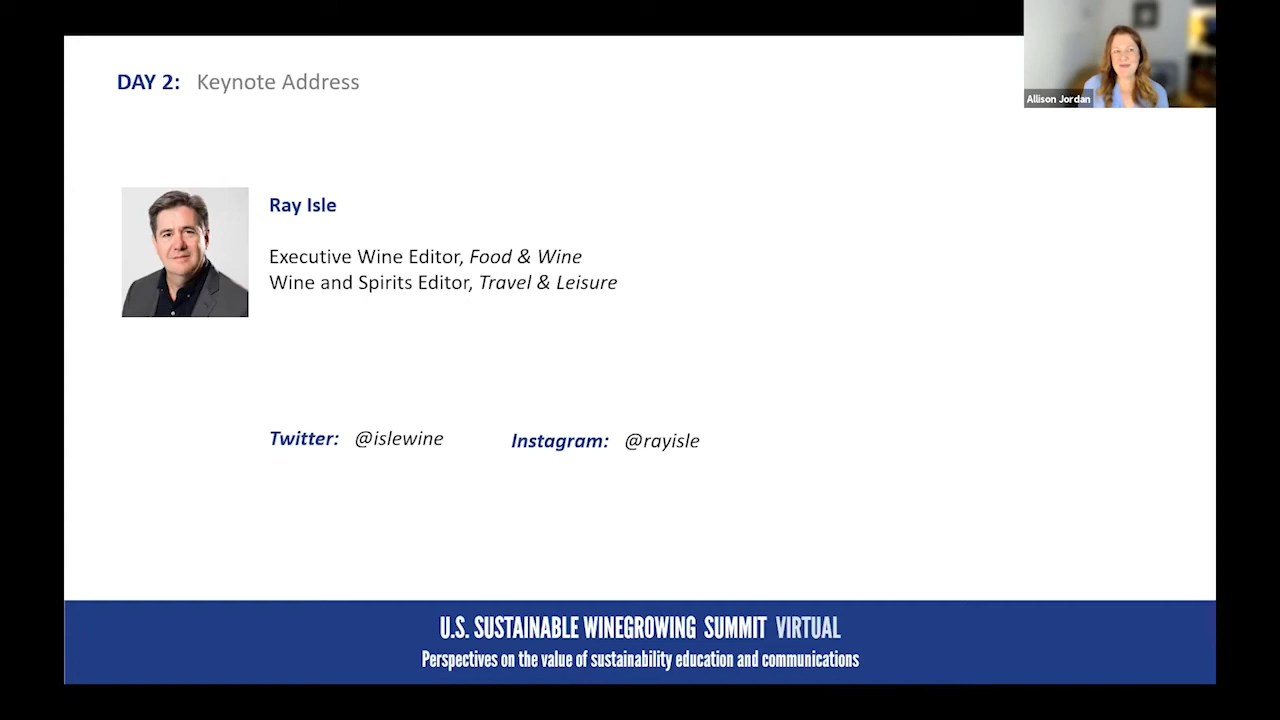 DAY 2: Keynote Address
Allison Jordan
Ray Isle
Executive Wine Editor, Food & Wine
Wine and Spirits Editor, Travel & Leisure
Twitter: @islewine Instagram: @rayisle
U.S. SUSTAINABLE WINEGROWING SUMMIT VIRTUAL
Perspectives on the value of sustainability education and communications